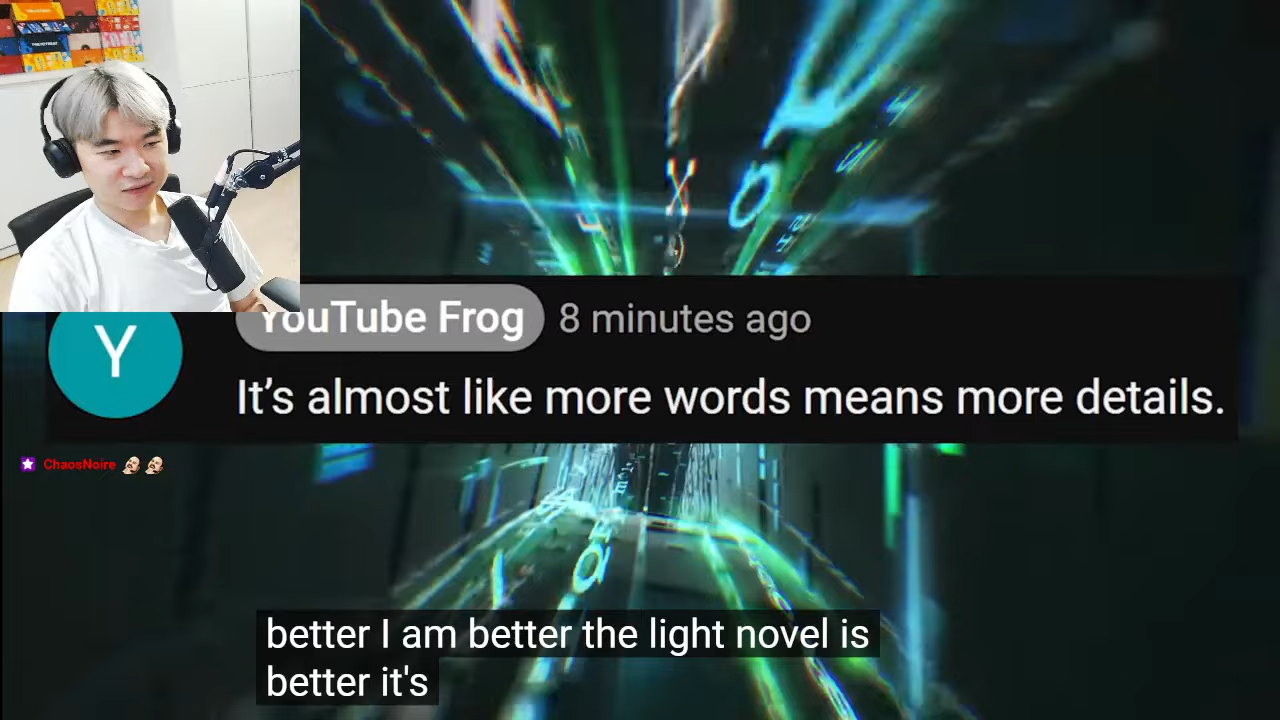 YouTube Frog 8 minutes ago
Y
It’s almost like more words means more details.
ChaosNoire
better I am better the light novel is
better it's